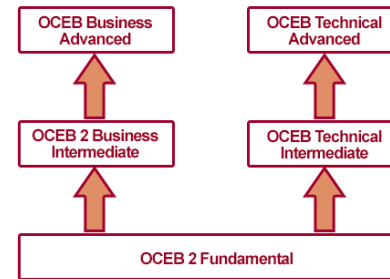 OCEB Business
Advanced
OCEB Technical
Advanced
OCEB 2 Business
Intermediate
OCEB Technical
Intermediate
OCEB 2 Fundamental